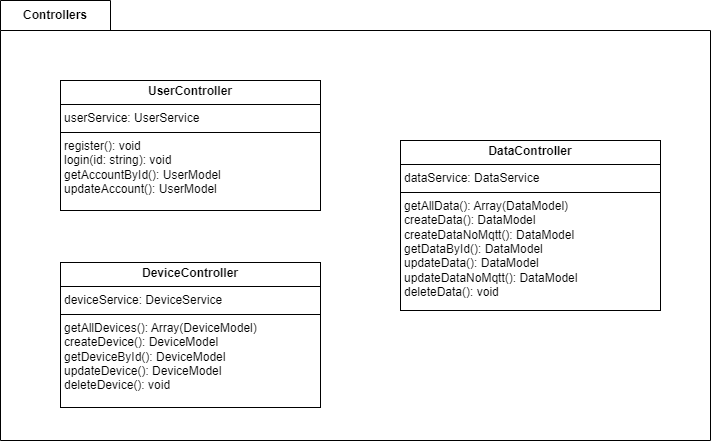 Controllers
UserController
userService: UserService
register(): void
login(id: string): void
getAccountById(): UserModel
updateAccount(): UserModel
DataController
dataService: DataService
getAllData(): Array(DataModel)
createData(): DataModel
createDataNoMqtt(): DataModel
getDataById(): DataModel
updateData(): DataModel
updateDataNoMqtt(): DataModel
deleteData(): void
DeviceController
deviceService: DeviceService
getAllDevices(): Array(DeviceModel)
createDevice(): DeviceModel
getDeviceById(): DeviceModel
updateDevice(): DeviceModel
deleteDevice(): void